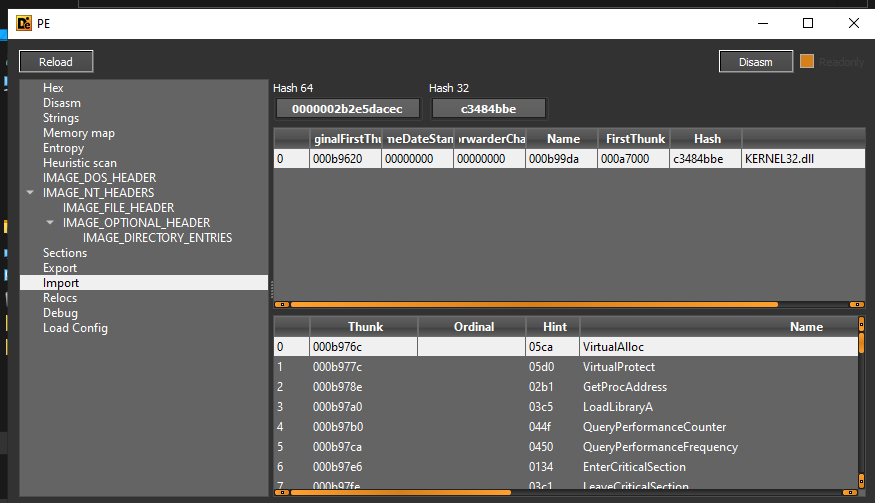 PE
Reload
Disasm
Readonly
Hex
Disasm
Strings
Memory map
Entropy
Heuristic scan
IMAGE_DOS_HEADER
IMAGE_NT_HEADERS
IMAGE_FILE_HEADER
IMAGE_OPTIONAL_HEADER
IMAGE_DIRECTORY_ENTRIES
Sections
Export
Import
Relocs
Debug
Load Config
Hash 64 Hash 32
0000002b2e5dacec c3484bbe
ginalFirstThu meDateStan orwarderCha Name FirstThunk Hash
0 000b9620 00000000 00000000 000b99da 000a7000 c3484bbe KERNEL32.dll
Thunk Ordinal Hint Name
0 000b976c 05ca VirtualAlloc
1 000b977c 05d0 VirtualProtect
2 000b978e 02b1 GetProcAddress
3 000b97a0 03c5 LoadLibraryA
4 000b97b0 044f QueryPerformanceCounter
5 000b97ca 0450 QueryPerformanceFrequency
6 000b97e6 0134 EnterCriticalSection
7 000b97fe 03c1 LeaveCriticalSection